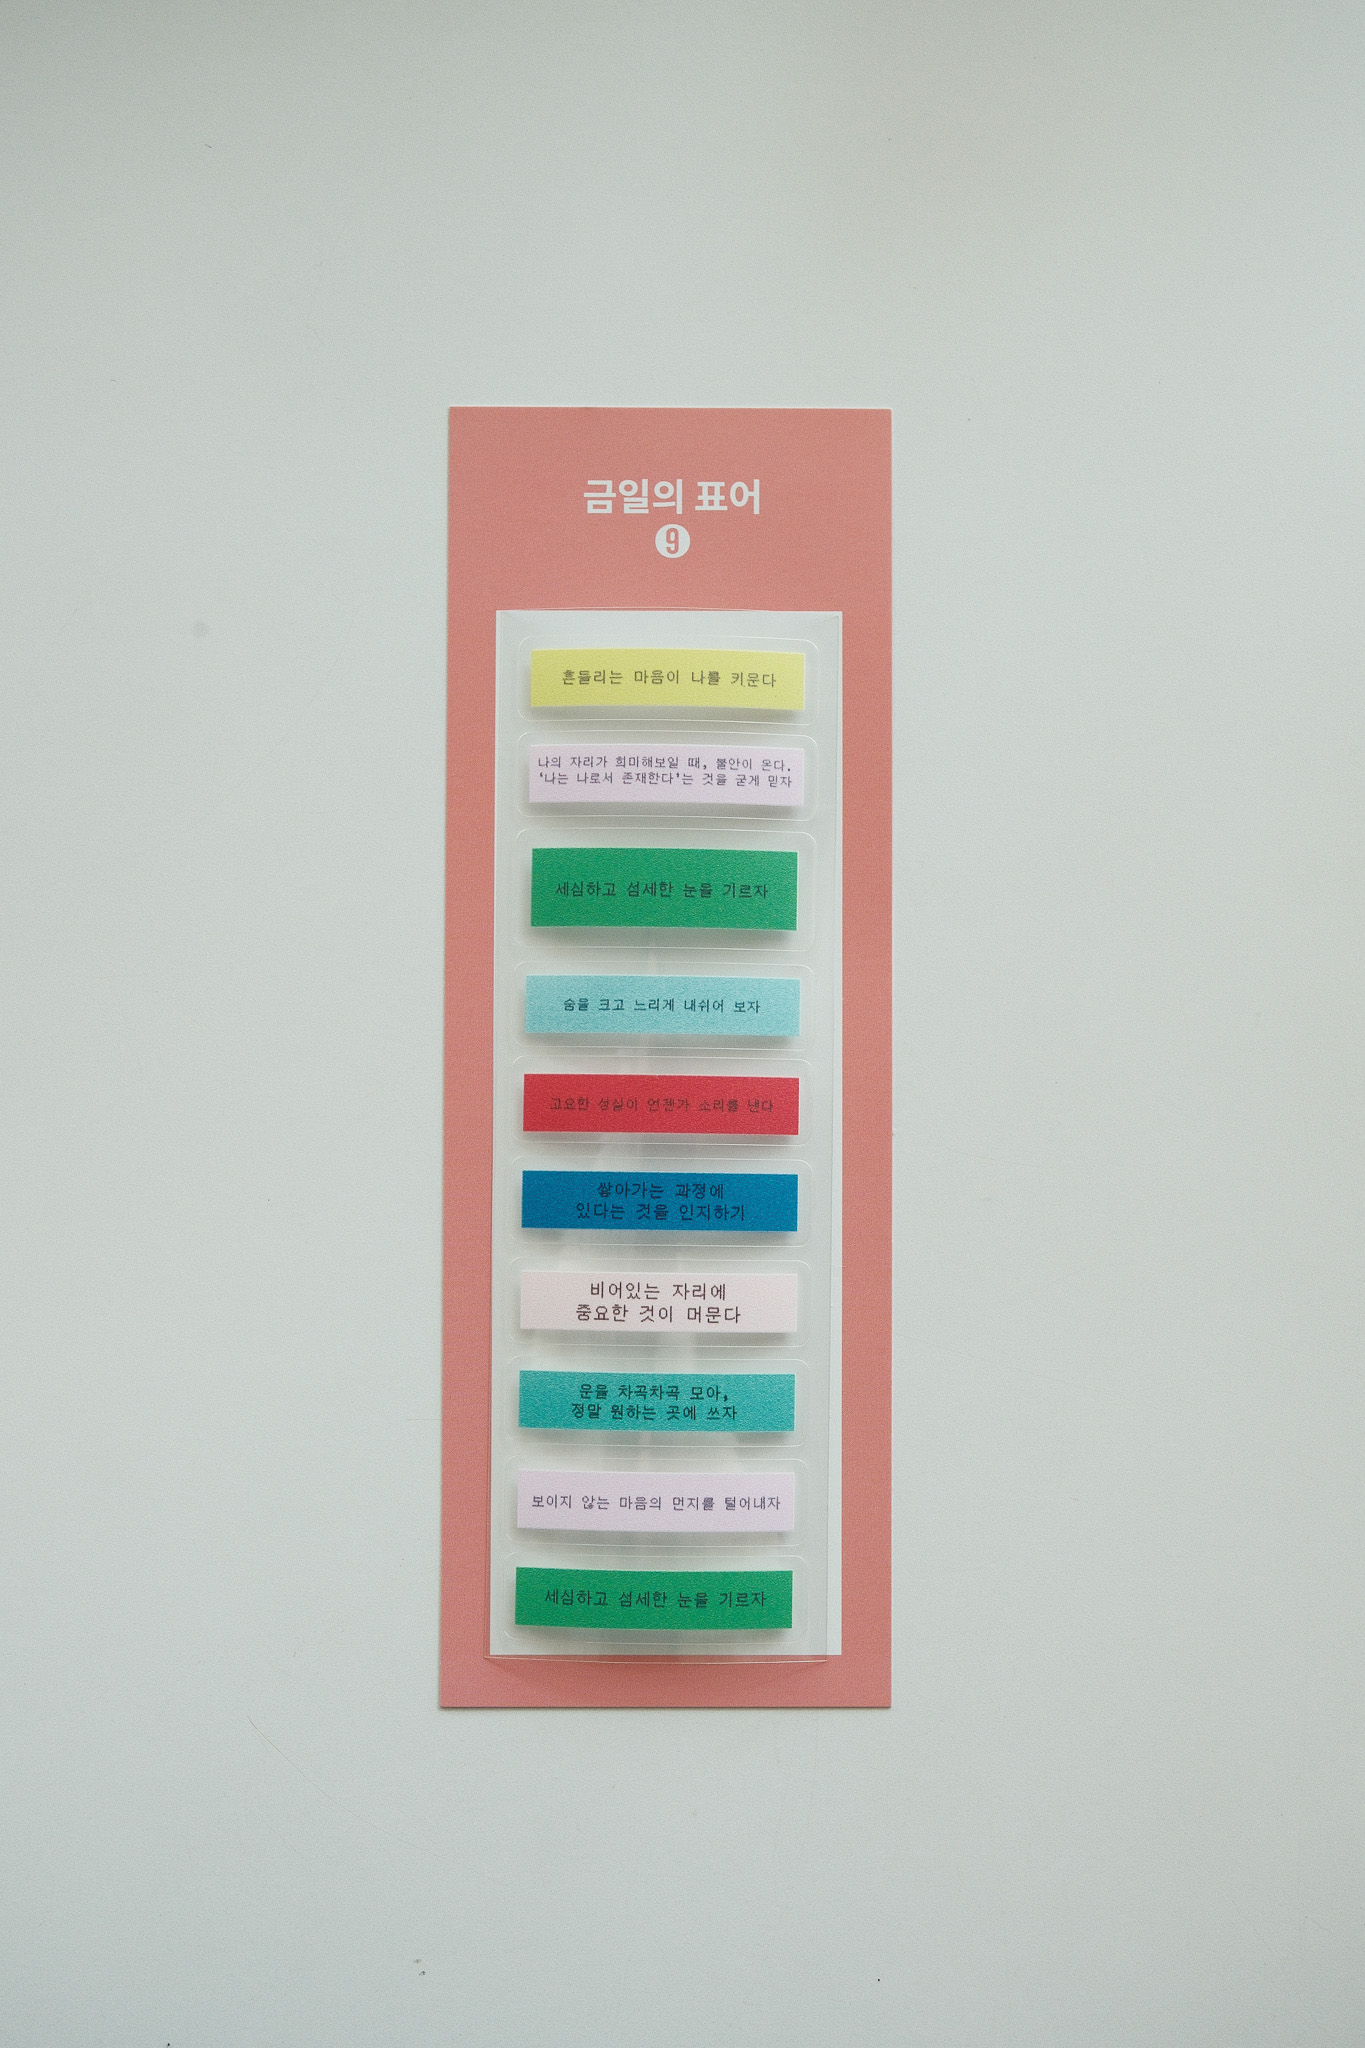 금일의 표어
9
흔들리는 마음이 나를 키운다
나의 자리가 희미해보일 때, 불안이 온다.
'나는 나로서 존재한다'는 것을 굳게 믿자
세심하고 섬세한 눈을 기르자
숨을 크고 느리게 내쉬어 보자
고요한 성실이 언젠가 소리를 낸다
쌓아가는 과정에
있다는 것을 인지하기
비어있는 자리에
중요한 것이 머문다
운을 차곡차곡 모아,
정말 원하는 곳에 쓰자
보이지 않는 마음의 먼지를 털어내자
세심하고 섬세한 눈을 기르자